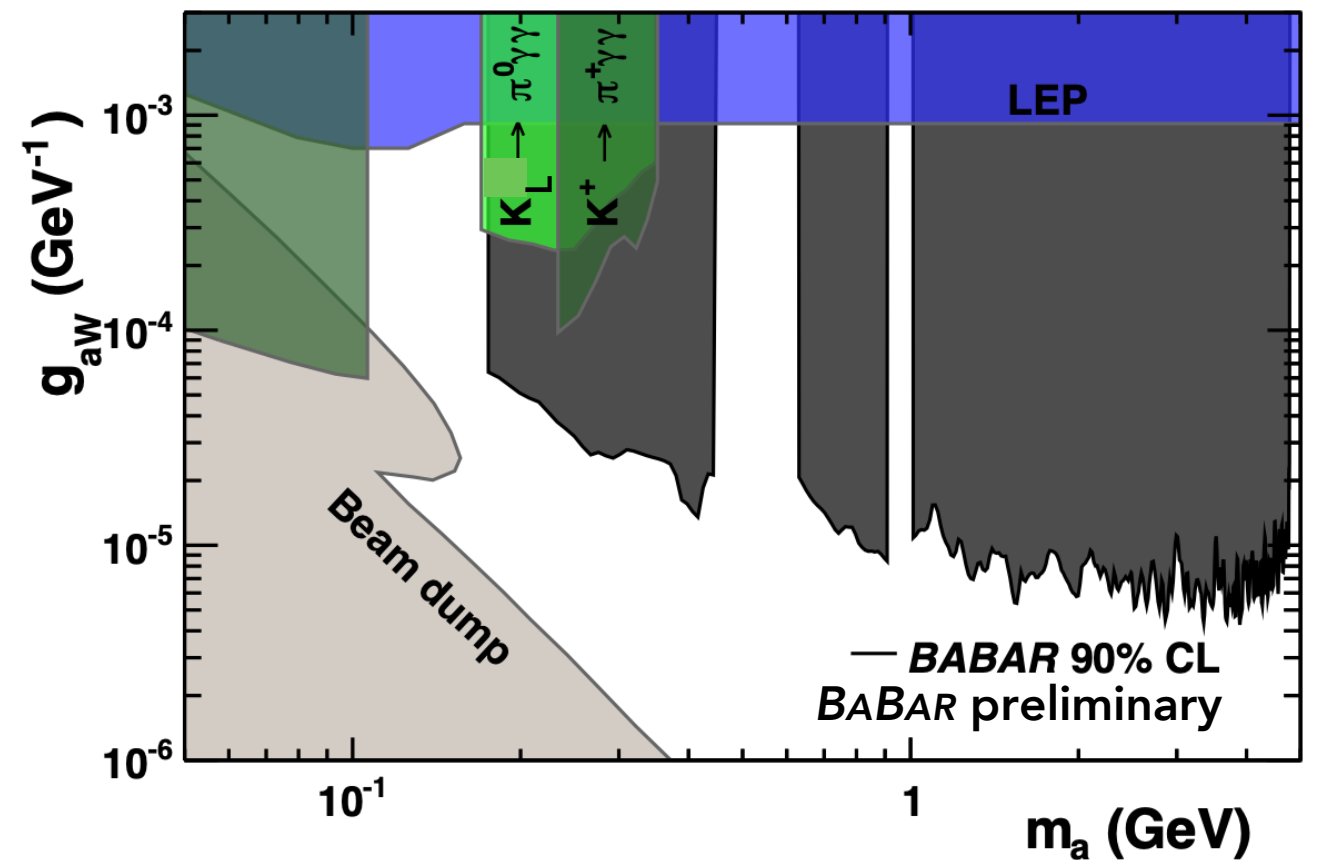 g_aW (GeV⁻¹)
10⁻³
10⁻⁴
10⁻⁵
10⁻⁶
K_L → π⁰γγ
K⁺ → π⁺γγ
LEP
Beam dump
BABAR 90% CL
BABAR preliminary
10⁻¹
1
m_a (GeV)